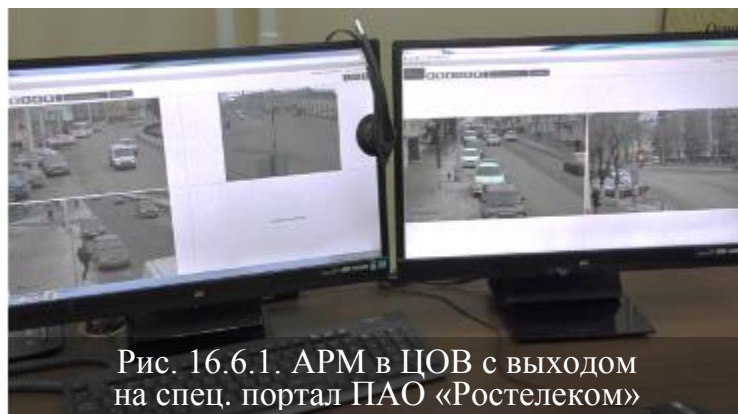 Рис. 16.6.1. АРМ в ЦОВ с выходом
на спец. портал ПАО «Ростелеком»